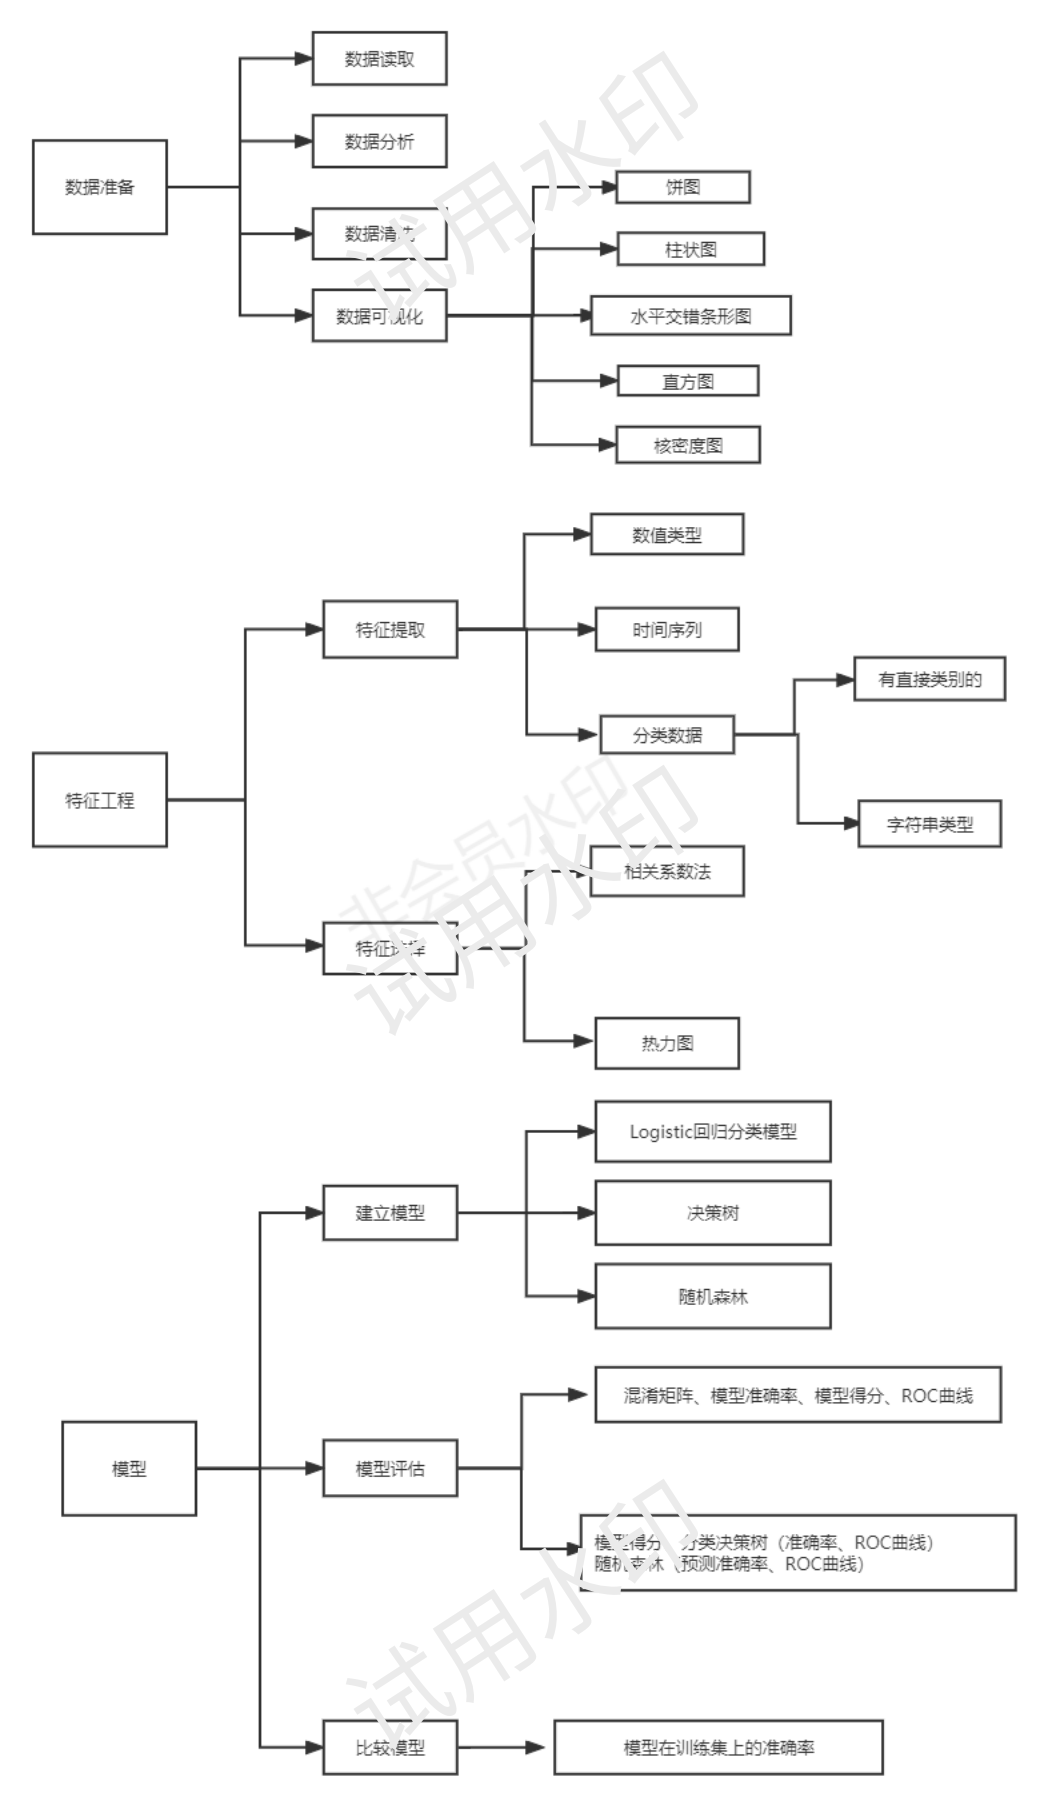 数据准备
数据读取
数据分析
数据清洗
数据可视化
饼图
柱状图
水平交错条形图
直方图
核密度图
特征工程
特征提取
数值类型
时间序列
分类数据
有直接类别的
字符串类型
特征选择
相关系数法
热力图
模型
建立模型
Logistic回归分类模型
决策树
随机森林
模型评估
混淆矩阵、模型准确率、模型得分、ROC曲线
模型得分 分类决策树（准确率、ROC曲线）
随机森林（预测准确率、ROC曲线）
比较模型
模型在训练集上的准确率
试用水印
非会员水印
试用水印
试用水印